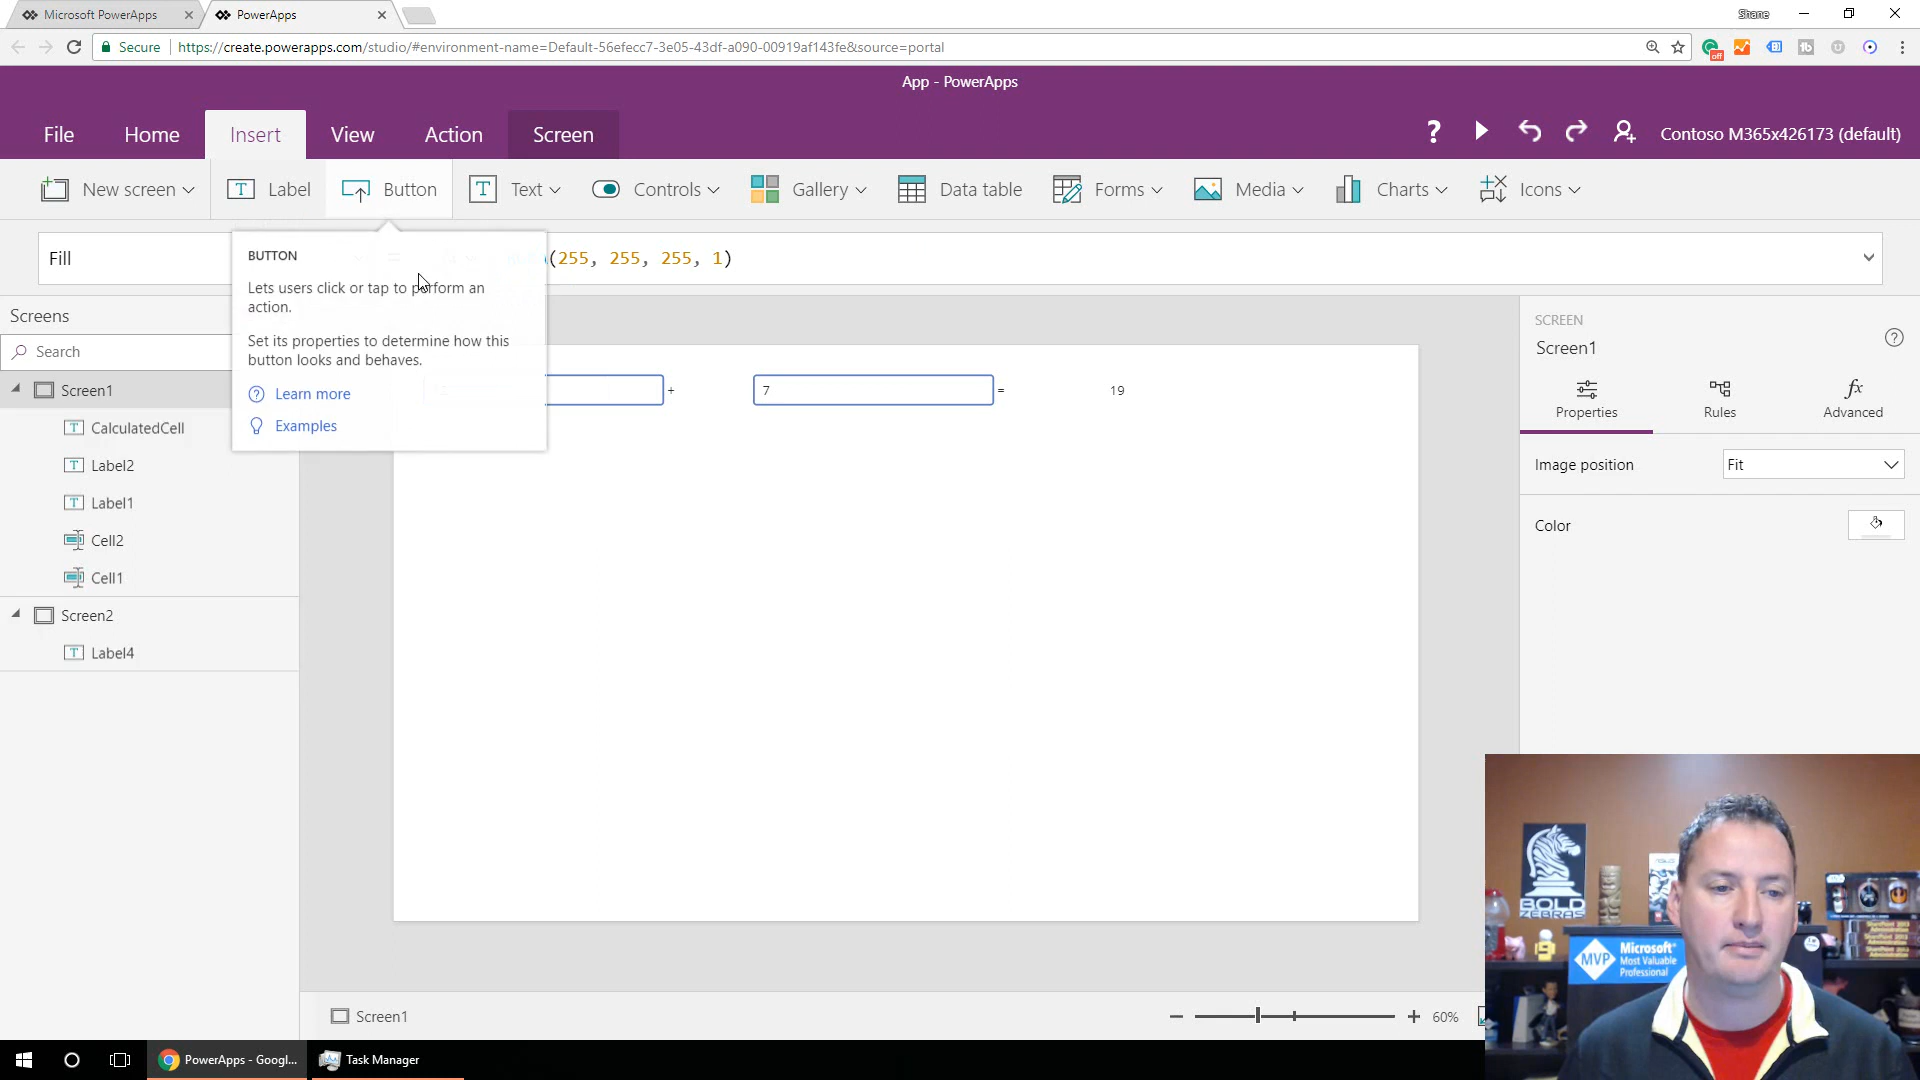 Microsoft PowerApps
PowerApps
Shane
Secure
https://create.powerapps.com/studio/#environment-name=Default-56efecc7-3e05-43df-a090-00919af143fe&source=portal
off
App - PowerApps
File
Home
Insert
View
Action
Screen
?
Contoso M365x426173 (default)
New screen
T Label
Button
T Text
Controls
Gallery
Data table
Forms
Media
Charts
Icons
Fill
(255, 255, 255, 1)
BUTTON
Lets users click or tap to perform an
action.
Set its properties to determine how this
button looks and behaves.
Learn more
Examples
Screens
Search
Screen1
T CalculatedCell
T Label2
T Label1
Cell2
Cell1
Screen2
T Label4
+
7
=
19
SCREEN
Screen1
Properties
Rules
fx
Advanced
Image position
Fit
Color
BOLD
ZEBRAS
MVP
Microsoft
Most Valuable
Professional
Screen1
60%
PowerApps - Googl...
Task Manager